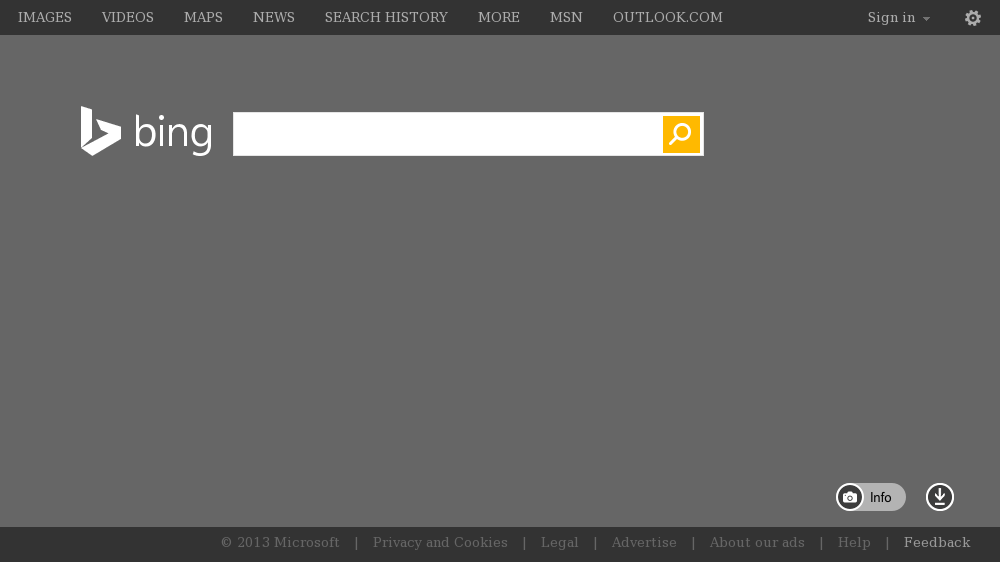 IMAGES VIDEOS MAPS NEWS SEARCH HISTORY MORE MSN OUTLOOK.COM Sign in
bing
Info
© 2013 Microsoft | Privacy and Cookies | Legal | Advertise | About our ads | Help | Feedback